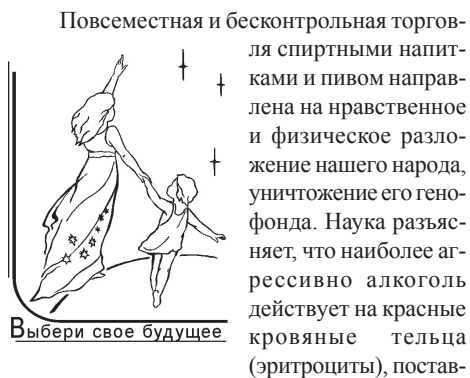 Повсеместная и бесконтрольная торгов-
ля спиртными напит-
ками и пивом направ-
лена на нравственное
и физическое разло-
жение нашего народа,
уничтожение его гено-
фонда. Наука разъяс-
няет, что наиболее аг-
рессивно алкоголь
действует на красные
кровяные тельца
(эритроциты), постав-
Выбери свое будущее